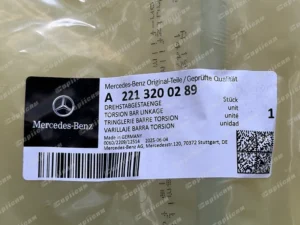 Mercedes-Benz Original-Teile / Geprüfte Qualität
A 221 320 02 89
DREHSTABGESTAENGE
TORSION BAR LINKAGE
TRINGLERIE BARRE TORSION
VARILLAJE BARRA TORSION
Stück
unit
unité
unidad
1
Made in GERMANY
Mercedes-Benz AG, Mercedesstr. 120, 70372 Stuttgart, DE
Mercedes-Benz